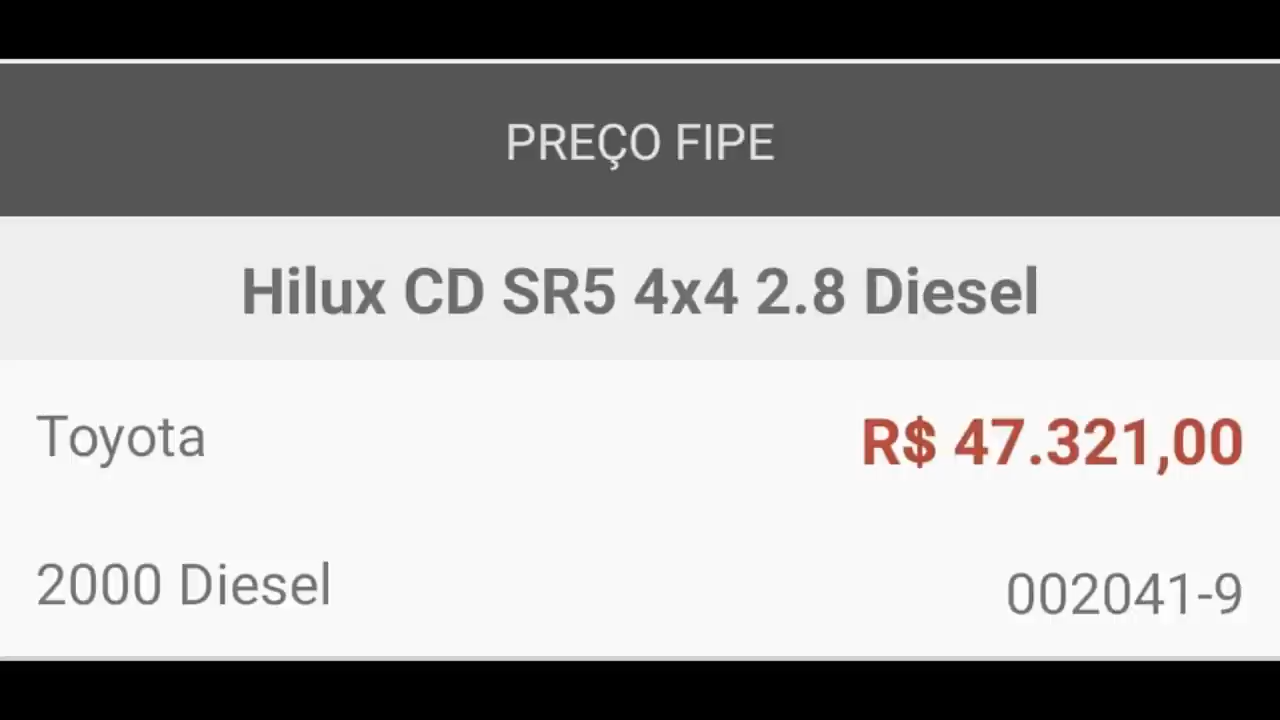 PREÇO FIPE
Hilux CD SR5 4x4 2.8 Diesel
Toyota
R$ 47.321,00
2000 Diesel
002041-9